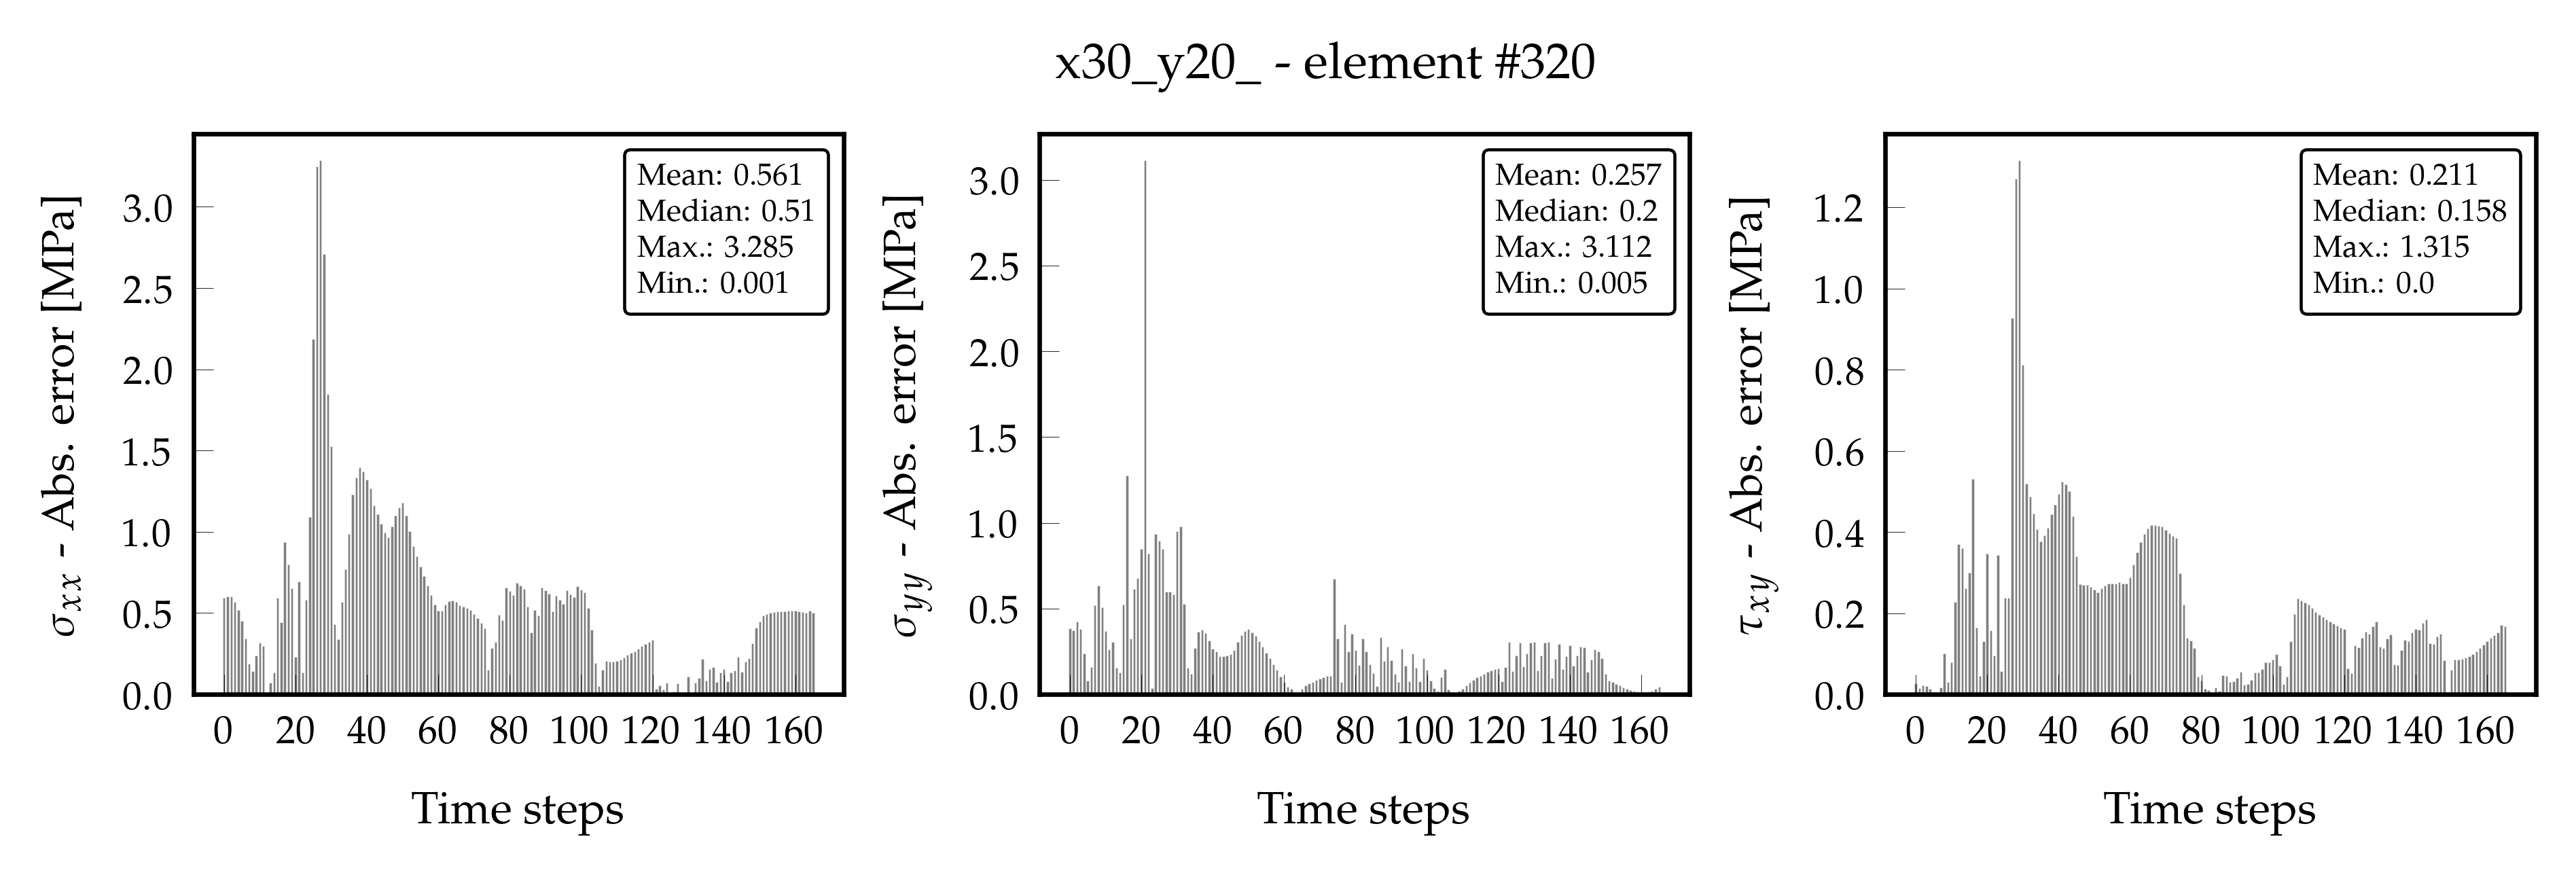 x30_y20_ - element #320
σxx - Abs. error [MPa]
3.0
2.5
2.0
1.5
1.0
0.5
0.0
Mean: 0.561
Median: 0.51
Max.: 3.285
Min.: 0.001
0 20 40 60 80 100 120 140 160
Time steps
σyy - Abs. error [MPa]
3.0
2.5
2.0
1.5
1.0
0.5
0.0
Mean: 0.257
Median: 0.2
Max.: 3.112
Min.: 0.005
0 20 40 60 80 100 120 140 160
Time steps
τxy - Abs. error [MPa]
1.2
1.0
0.8
0.6
0.4
0.2
0.0
Mean: 0.211
Median: 0.158
Max.: 1.315
Min.: 0.0
0 20 40 60 80 100 120 140 160
Time steps